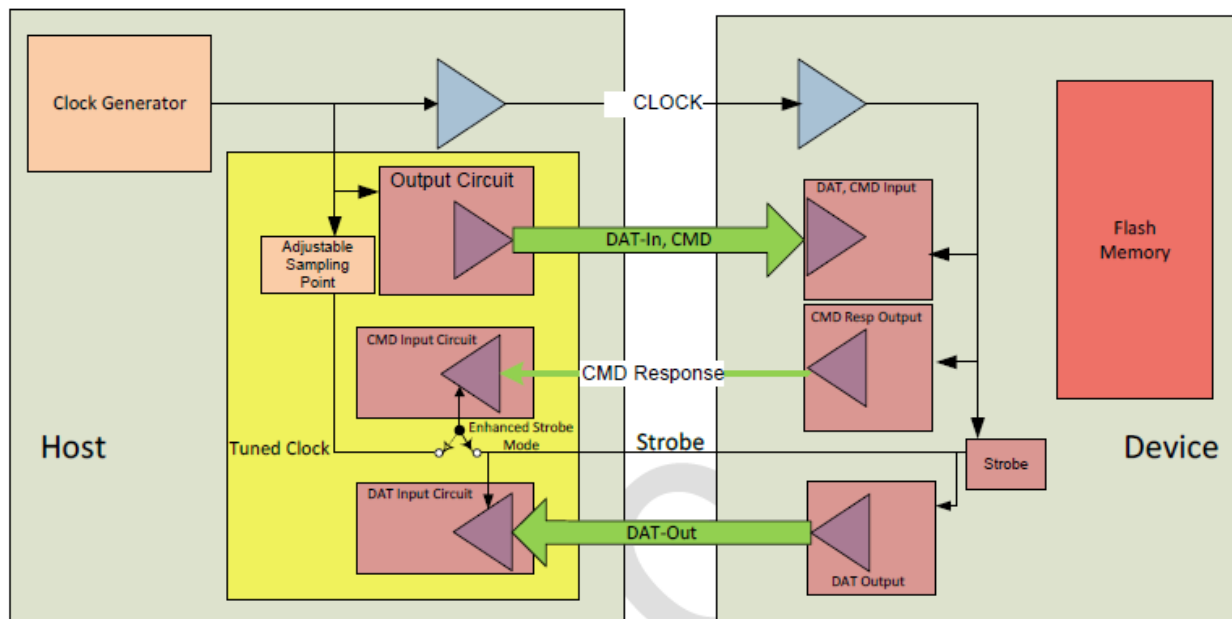 Clock Generator
CLOCK
Output Circuit
DAT, CMD Input
DAT-In, CMD
Flash
Memory
Adjustable
Sampling
Point
CMD Input Circuit
CMD Resp Output
CMD Response
Enhanced Strobe
Mode
Host
Tuned Clock
Strobe
Strobe
Device
DAT Input Circuit
DAT-Out
DAT Output